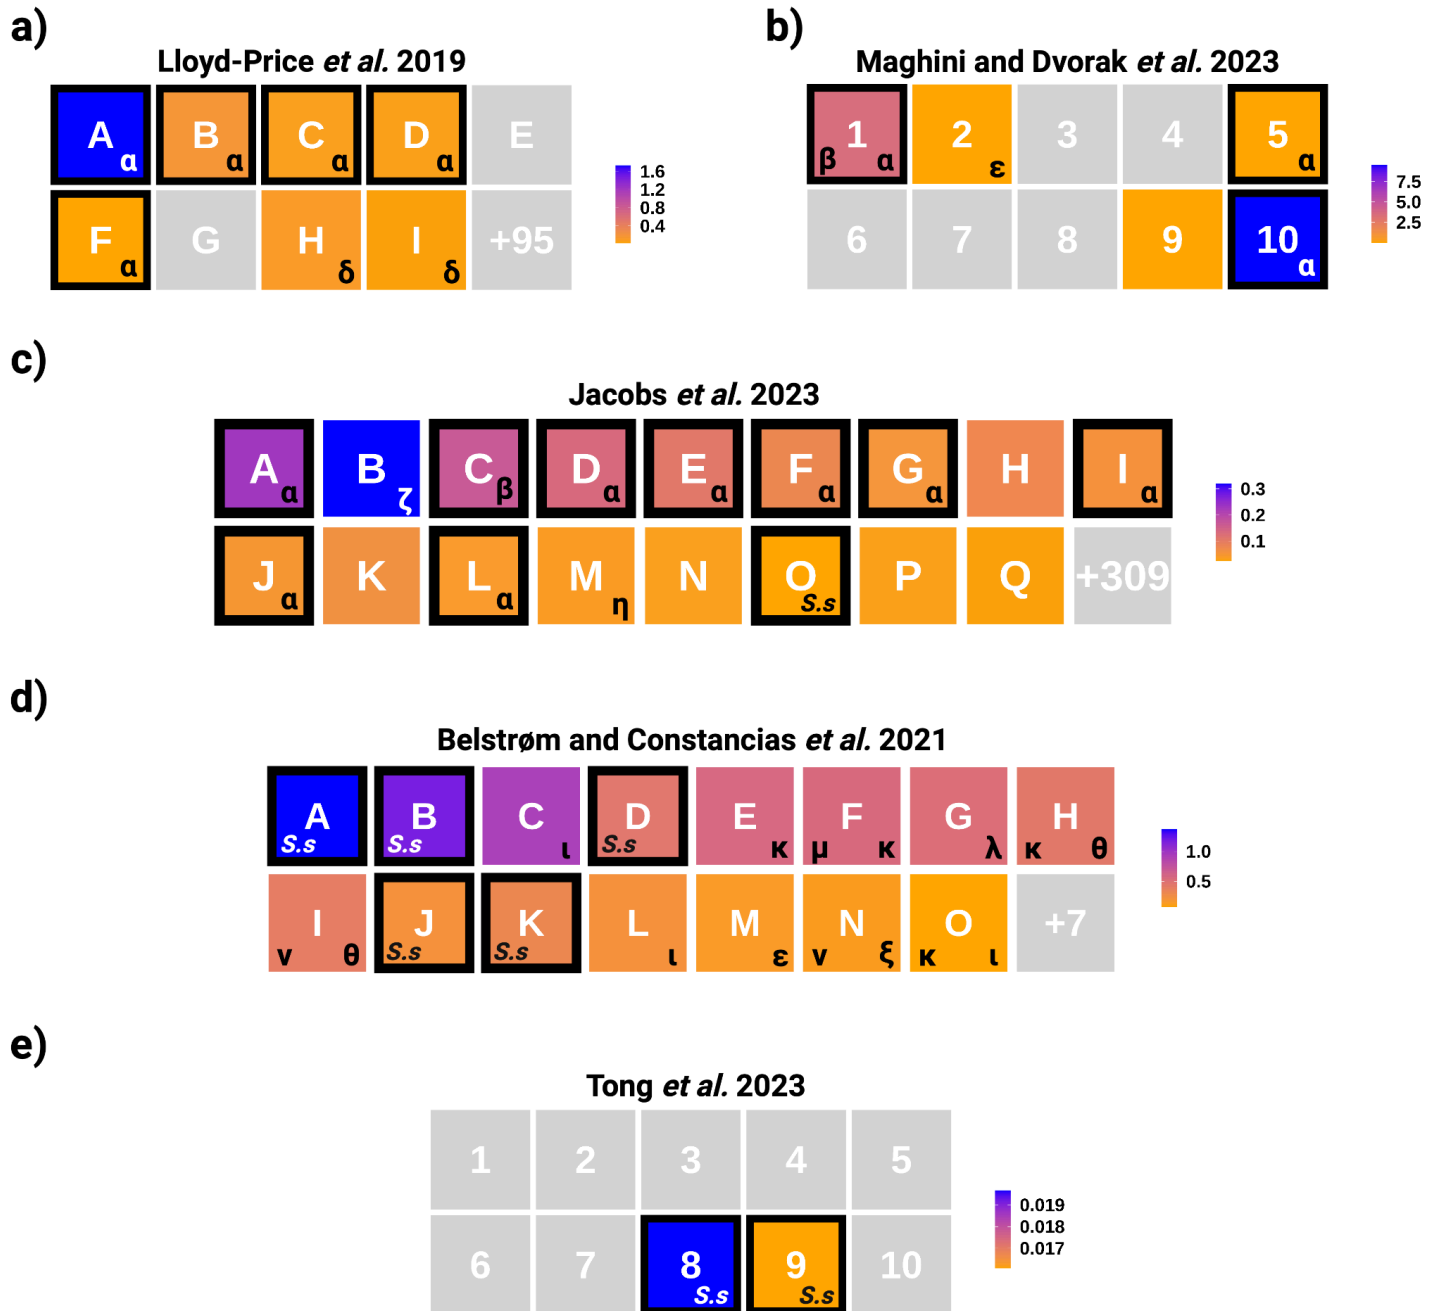 a)
Lloyd-Price et al. 2019
A α B α C α D α E
F α G H δ I δ +95
1.6
1.2
0.8
0.4
b)
Maghini and Dvorak et al. 2023
1 β α 2 ε 3 4 5 α
6 7 8 9 10 α
7.5
5.0
2.5
c)
Jacobs et al. 2023
A α B ζ C β D α E α F α G α H I α
J α K L α M η N O S.s P Q +309
0.3
0.2
0.1
d)
Belstrøm and Constancias et al. 2021
A S.s B S.s C ι D S.s E κ F μ κ G λ H κ θ
I ν θ J S.s K S.s L ι M ε N ν ξ O κ ι +7
1.0
0.5
e)
Tong et al. 2023
1 2 3 4 5
6 7 8 S.s 9 S.s 10
0.019
0.018
0.017